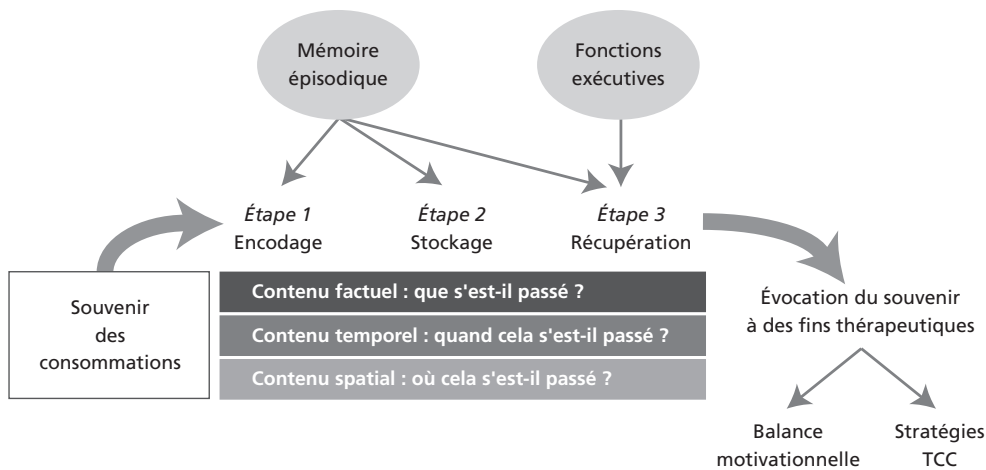 Mémoire
épisodique
Fonctions
exécutives
Étape 1
Encodage
Étape 2
Stockage
Étape 3
Récupération
Souvenir
des
consommations
Contenu factuel : que s'est-il passé ?
Contenu temporel : quand cela s'est-il passé ?
Contenu spatial : où cela s'est-il passé ?
Évocation du souvenir
à des fins thérapeutiques
Balance
motivationnelle
Stratégies
TCC